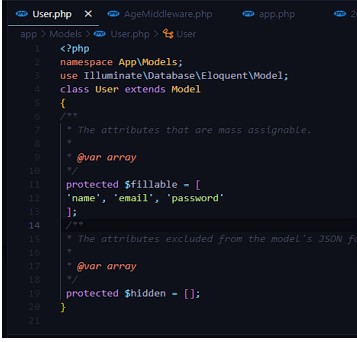 User.php × AgeMiddleware.php app.php 2
app > Models > User.php > User
1 <?php
2 namespace App\Models;
3 use Illuminate\Database\Eloquent\Model;
4 class User extends Model
5 {
6 /**
7 * The attributes that are mass assignable.
8 *
9 * @var array
10 */
11 protected $fillable = [
12 'name', 'email', 'password'
13 ];
14 /**
15 * The attributes excluded from the model's JSON fo
16 *
17 * @var array
18 */
19 protected $hidden = [];
20 }
21